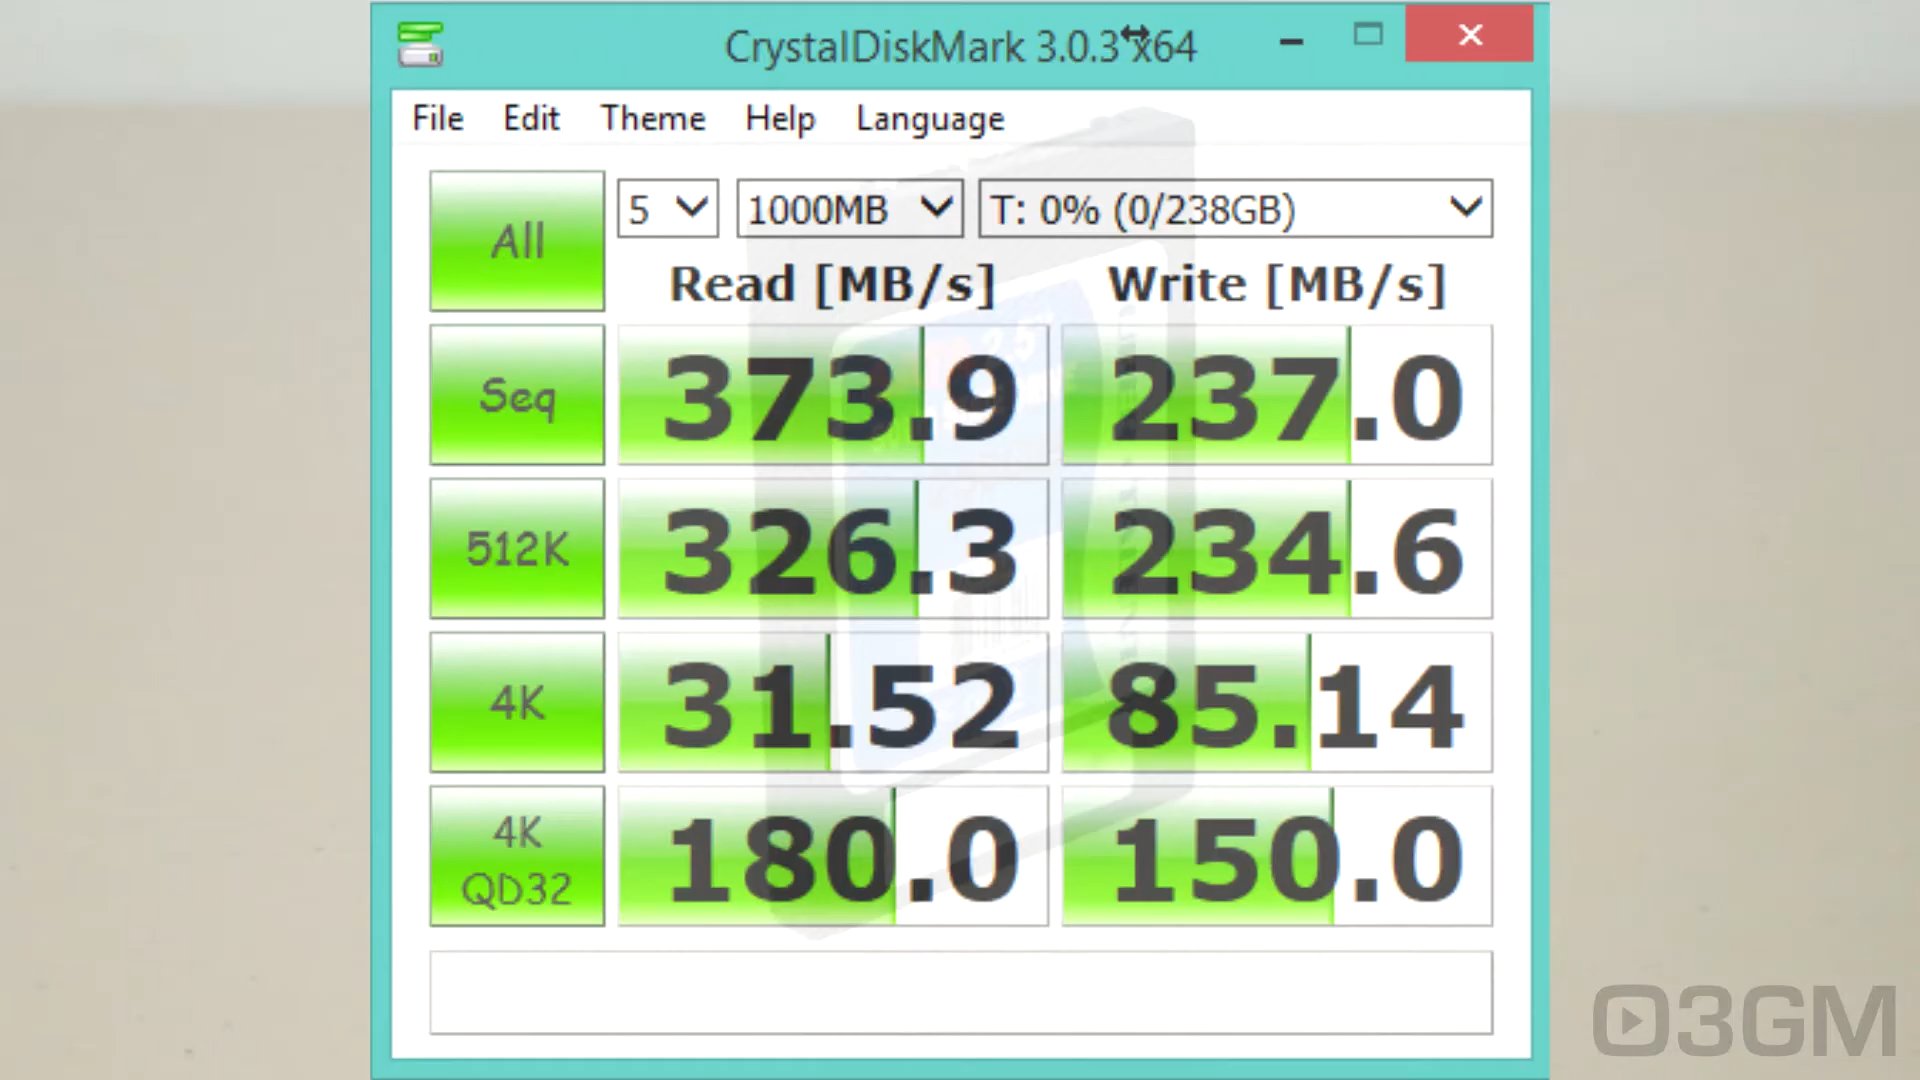 CrystalDiskMark 3.0.3 x64
File Edit Theme Help Language
All 5 1000MB T: 0% (0/238GB)
Read [MB/s] Write [MB/s]
Seq 373.9 237.0
512K 326.3 234.6
4K 31.52 85.14
4K QD32 180.0 150.0
O3GM